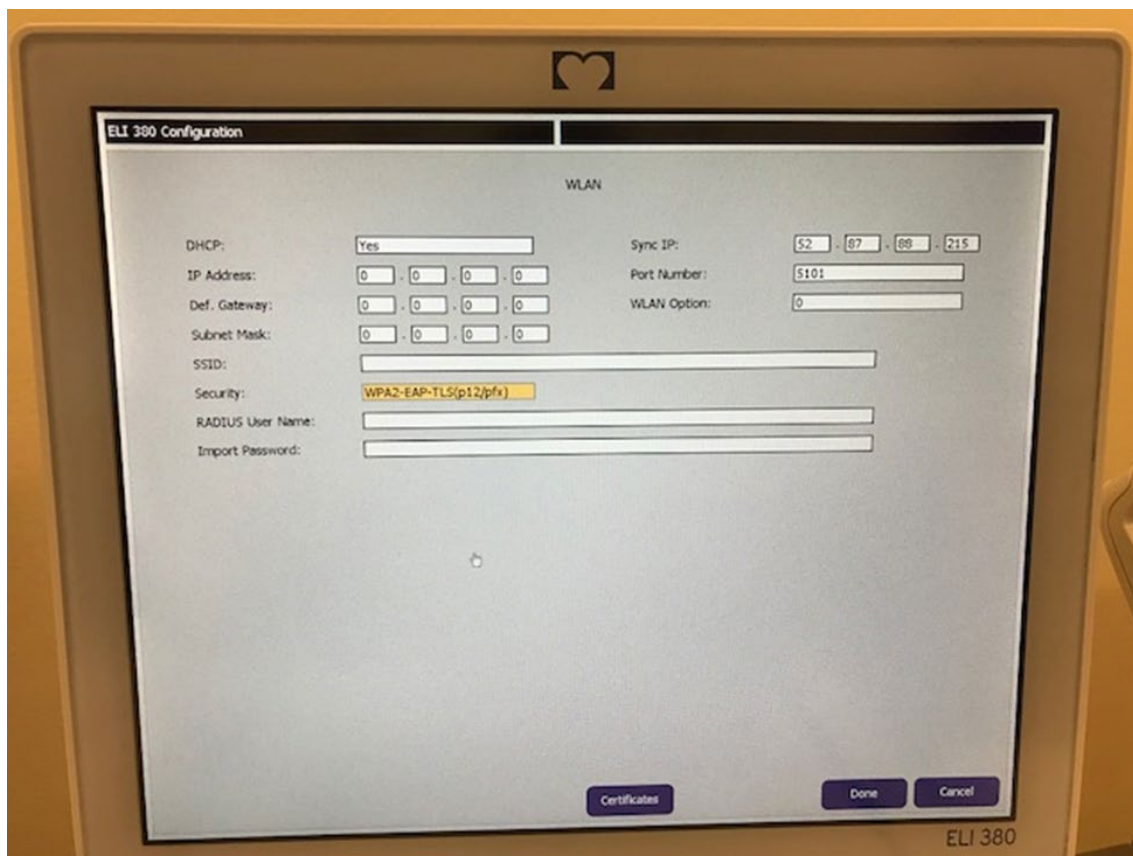 ELI 380 Configuration
WLAN
DHCP: Yes
IP Address: 0 . 0 . 0 . 0
Def. Gateway: 0 . 0 . 0 . 0
Subnet Mask: 0 . 0 . 0 . 0
SSID:
Security: WPA2-EAP-TLS(p12/pfx)
RADIUS User Name:
Import Password:
Sync IP: 52 . 87 . 88 . 215
Port Number: 5101
WLAN Option: 0
Certificates
Done
Cancel
ELI 380